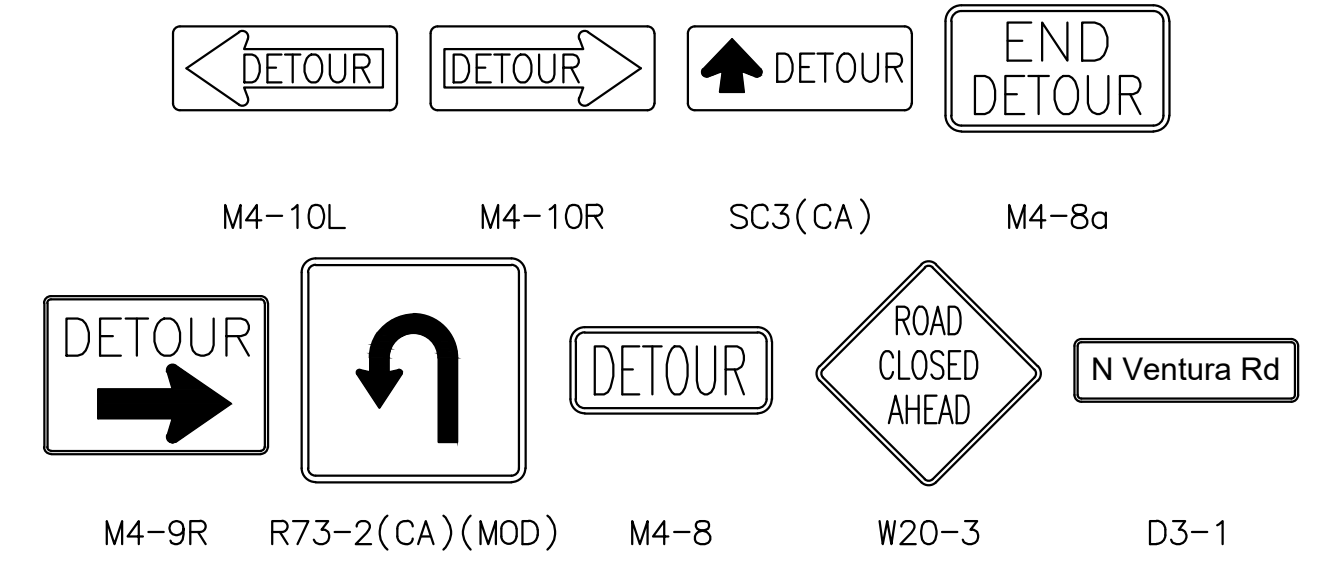 DETOUR
DETOUR
DETOUR
END
DETOUR
M4-10L
M4-10R
SC3(CA)
M4-8a
DETOUR
DETOUR
ROAD
CLOSED
AHEAD
N Ventura Rd
M4-9R
R73-2(CA)(MOD)
M4-8
W20-3
D3-1